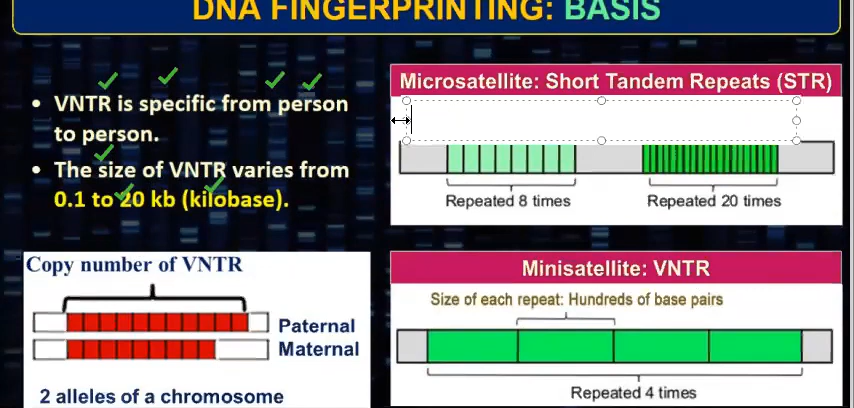 DNA FINGERPRINTING: BASIS
• VNTR is specific from person
to person.
• The size of VNTR varies from
0.1 to 20 kb (kilobase).
Microsatellite: Short Tandem Repeats (STR)
Repeated 8 times
Repeated 20 times
Copy number of VNTR
Paternal
Maternal
2 alleles of a chromosome
Minisatellite: VNTR
Size of each repeat: Hundreds of base pairs
Repeated 4 times